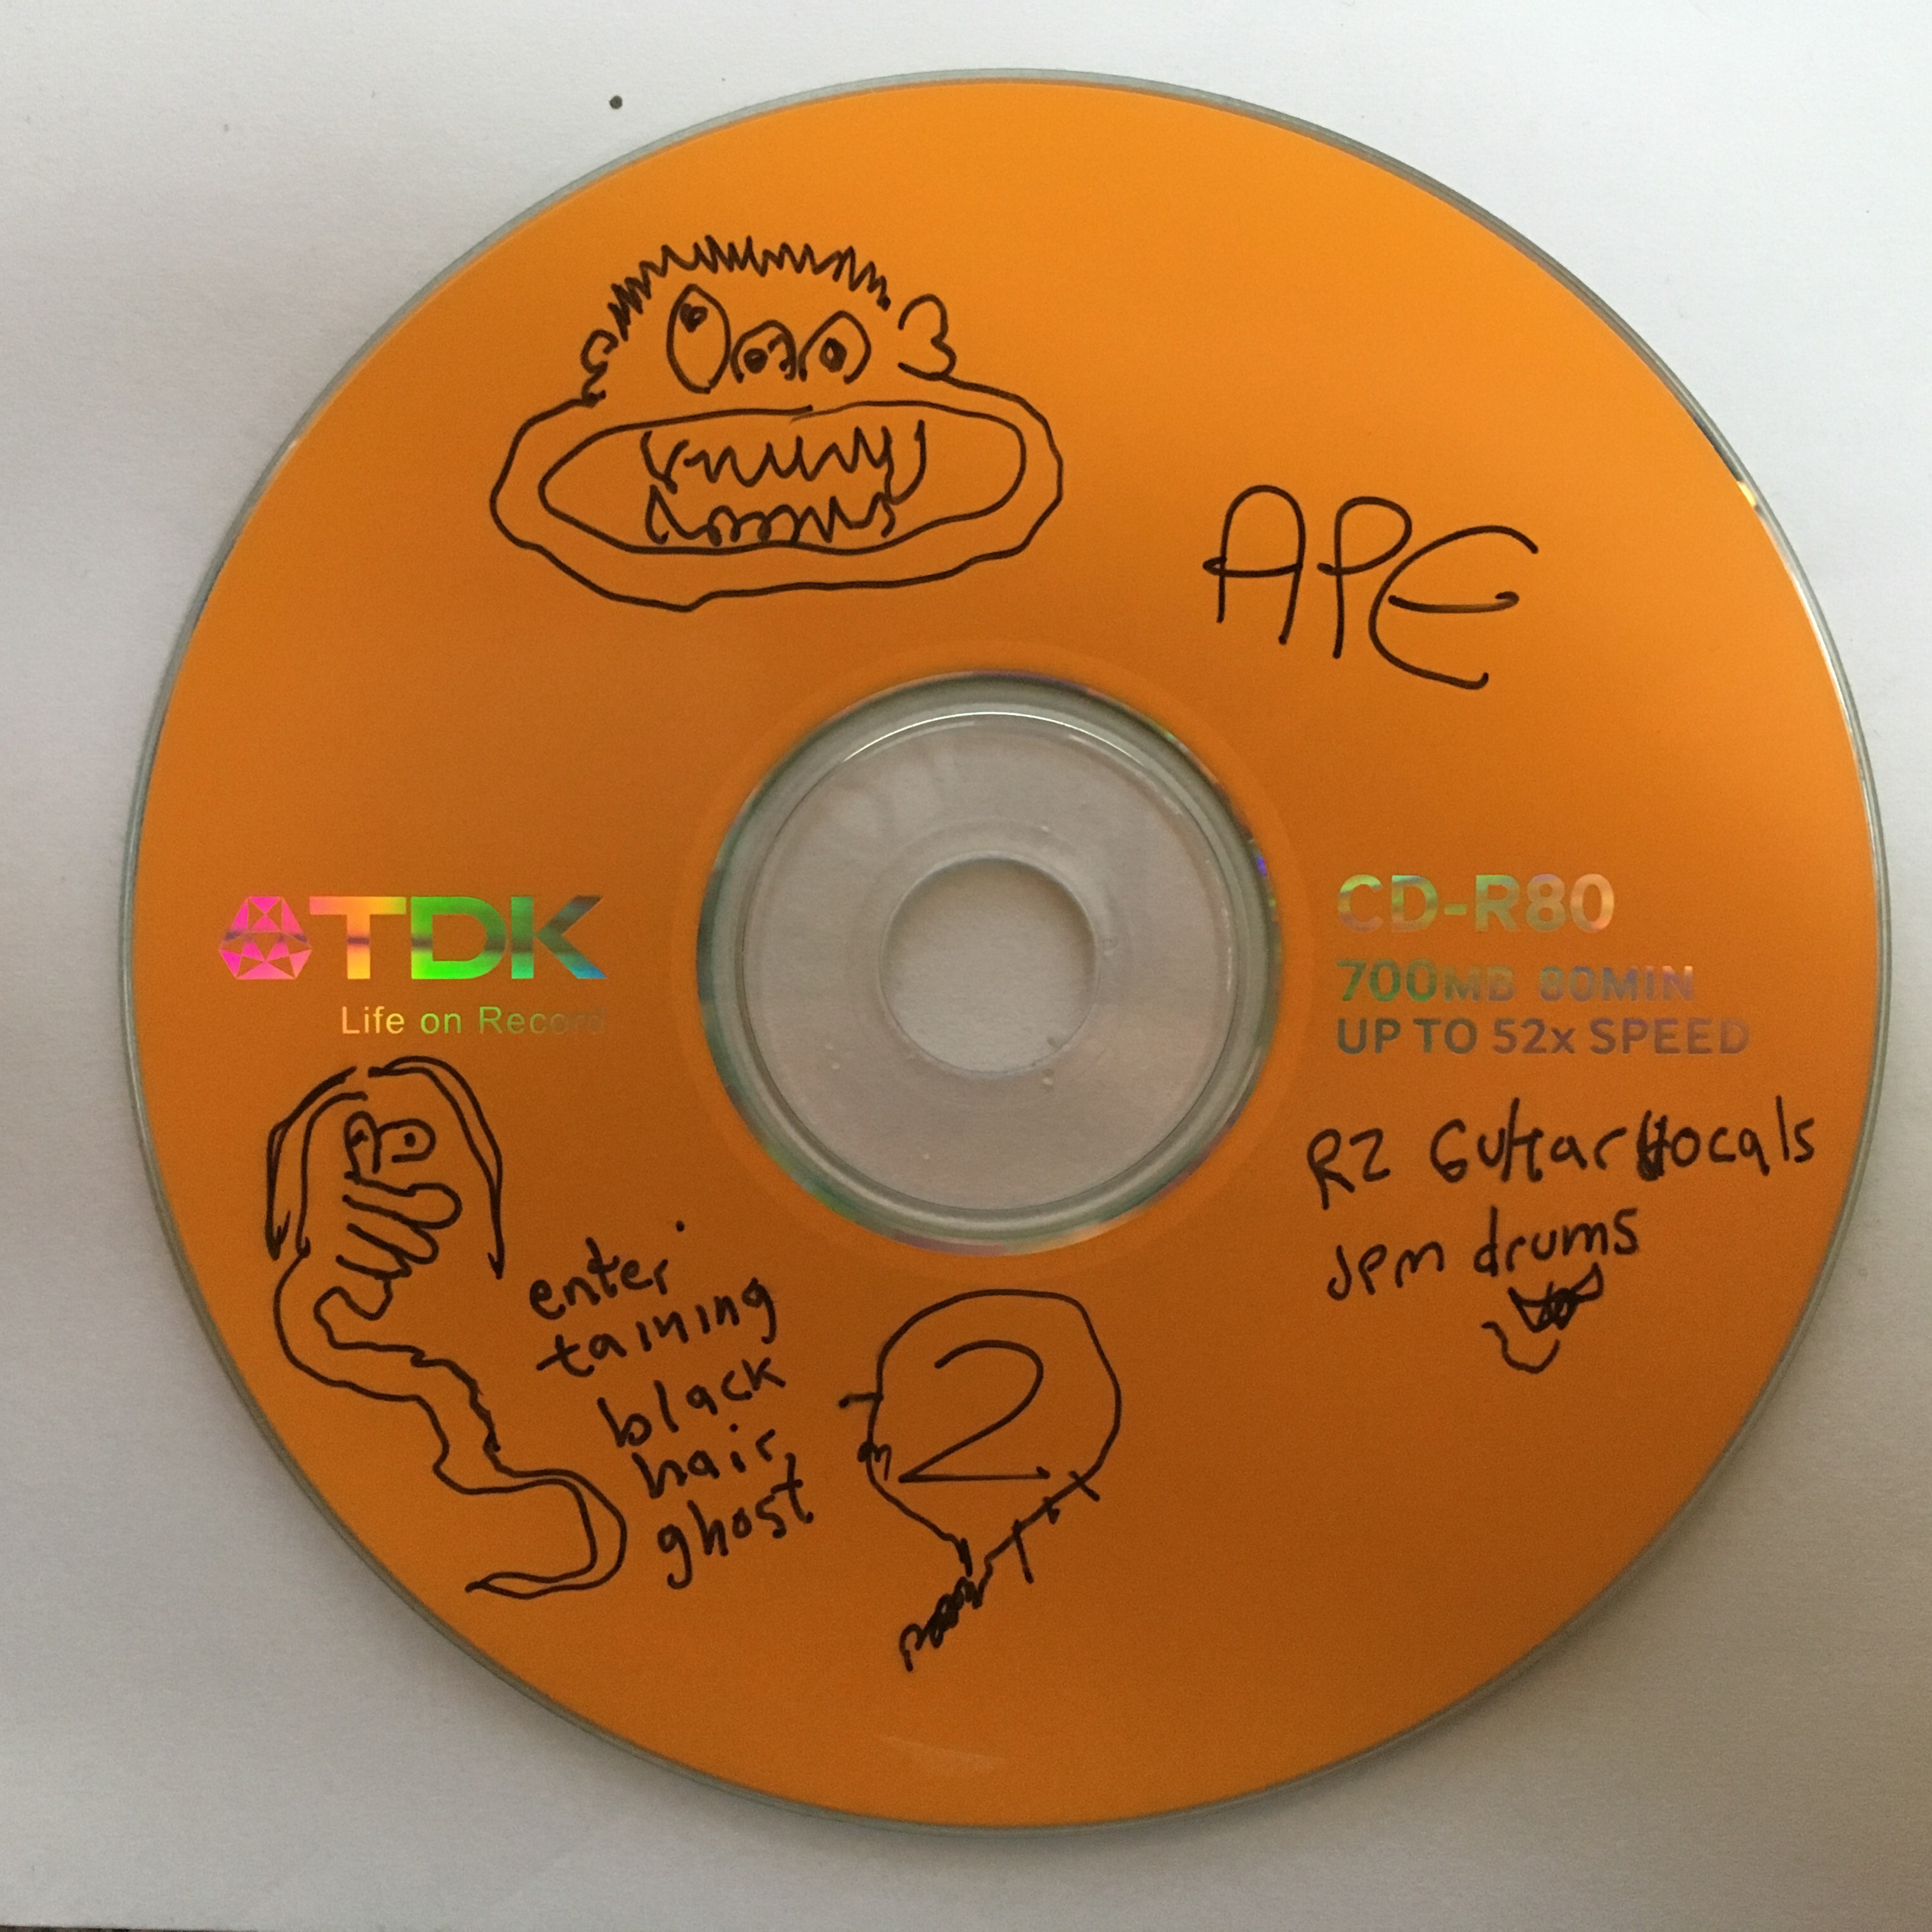 APE
TDK
Life on Record
CD-R80
700MB 80MIN
UP TO 52x SPEED
RZ Guitar Vocals
JPM drums
enter
taining
black
hair
ghost
2